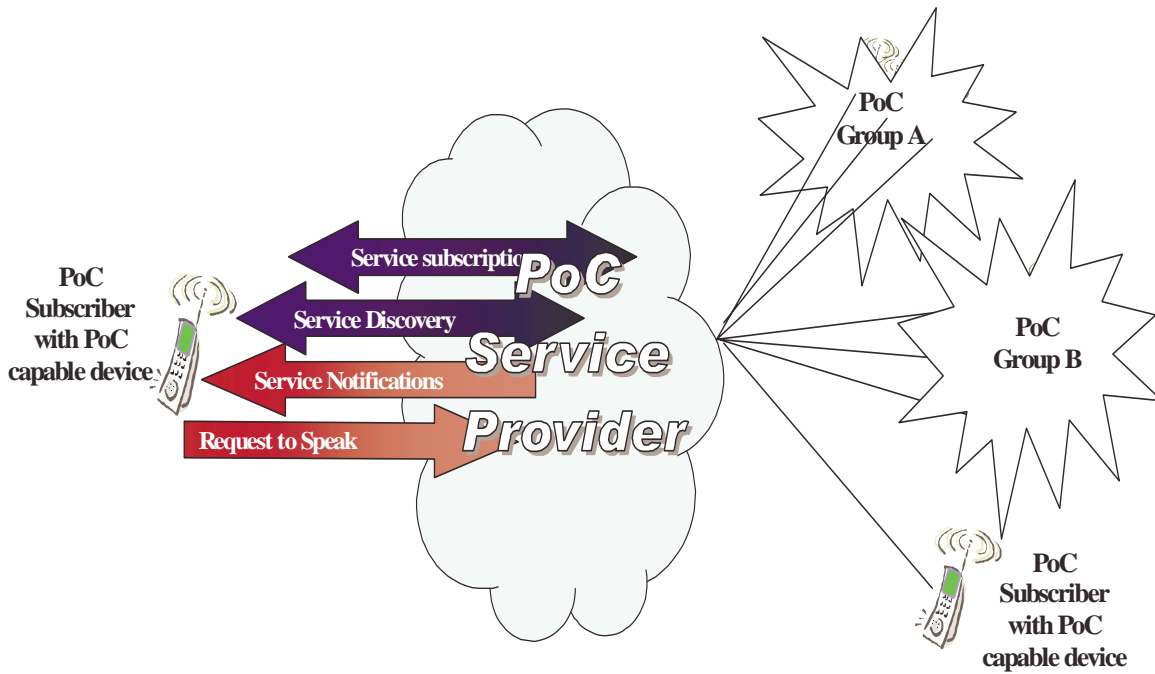 PoC
Group A
PoC
Subscriber
with PoC
capable device
Service subscription
Service Discovery
Service Notifications
Request to Speak
PoC
Service
Provider
PoC
Group B
PoC
Subscriber
with PoC
capable device